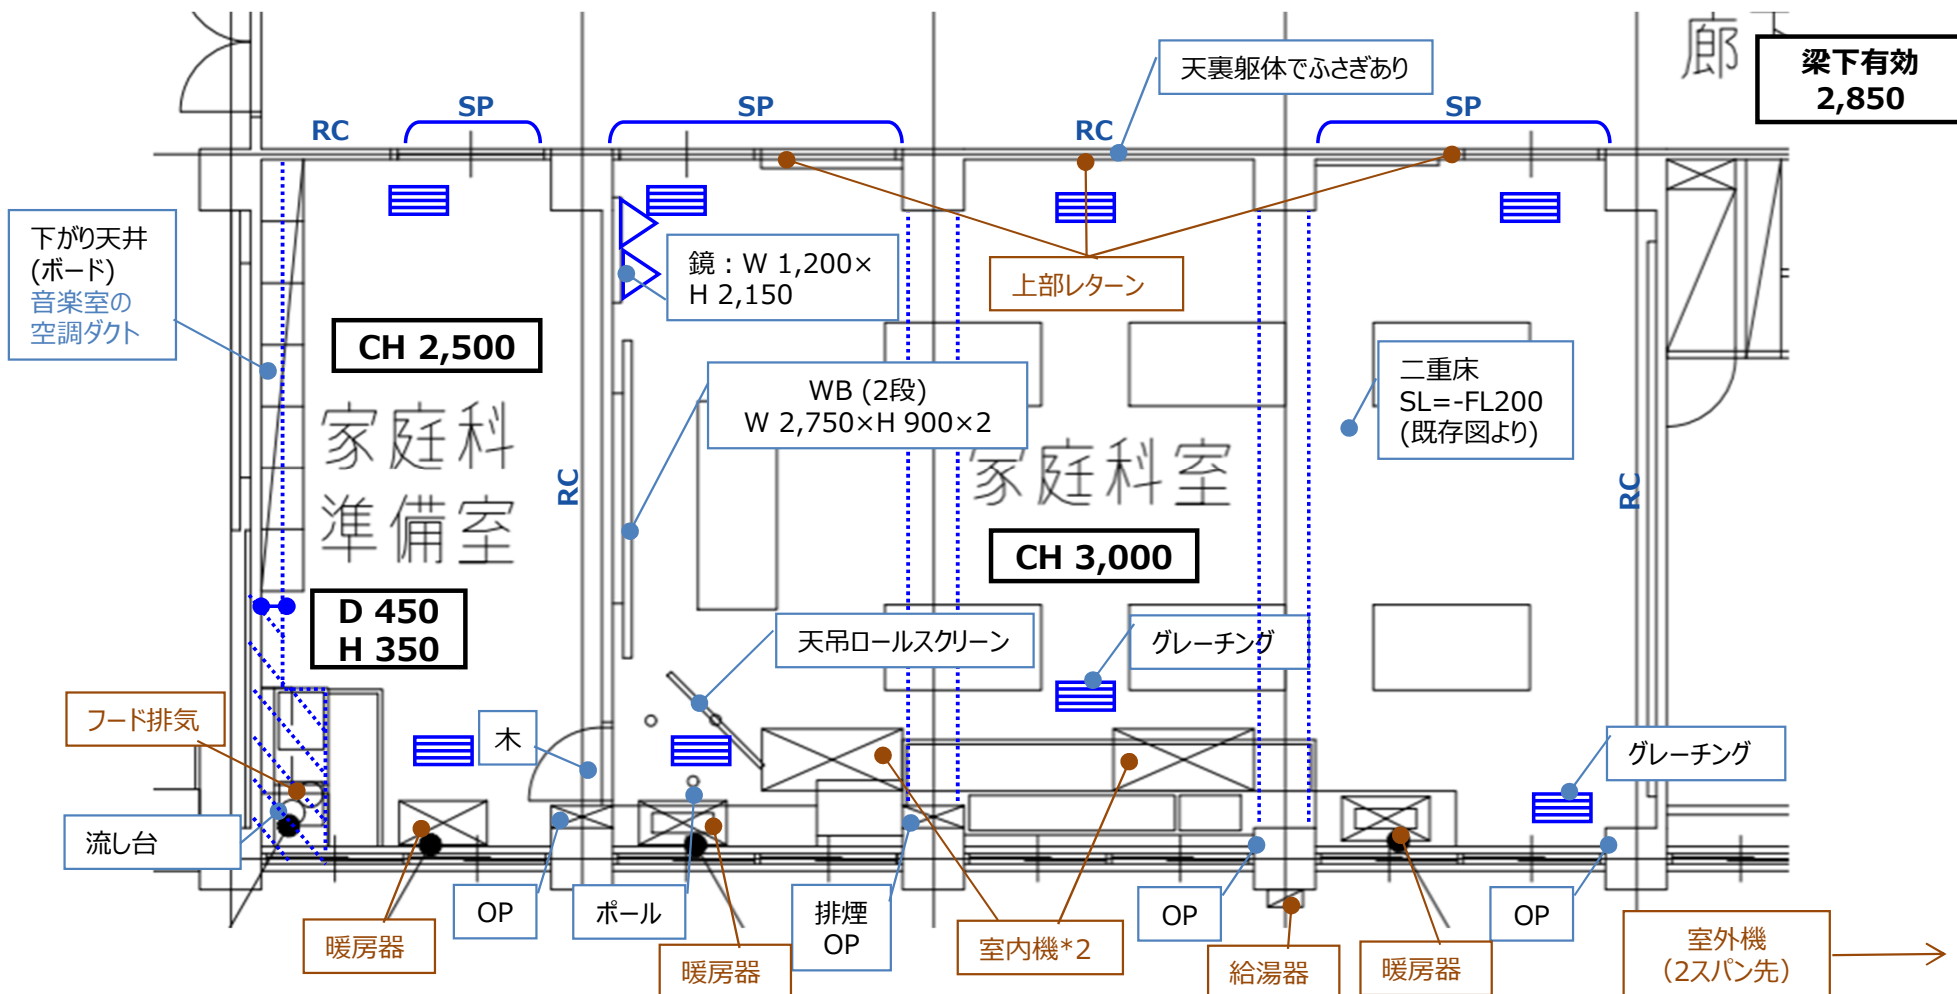 廊
梁下有効
2,850
天裏躯体でふさぎあり
SP
SP
SP
RC
RC
下がり天井
(ボード)
音楽室の
空調ダクト
鏡：W 1,200×
H 2,150
上部レターン
CH 2,500
WB (2段)
W 2,750×H 900×2
二重床
SL=-FL200
(既存図より)
家庭科
準備室
RC
家庭科室
RC
CH 3,000
D 450
H 350
天吊ロールスクリーン
グレーチング
フード排気
木
グレーチング
流し台
暖房器
OP
ポール
暖房器
排煙
OP
室内機*2
OP
給湯器
暖房器
OP
室外機
（2スパン先）